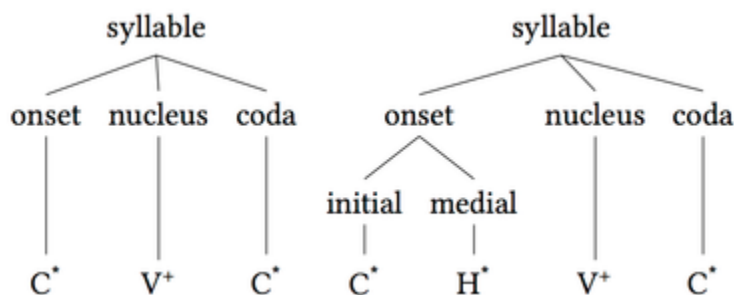 syllable syllable
onset nucleus coda onset nucleus coda
initial medial
C* V⁺ C* C* H* V⁺ C*